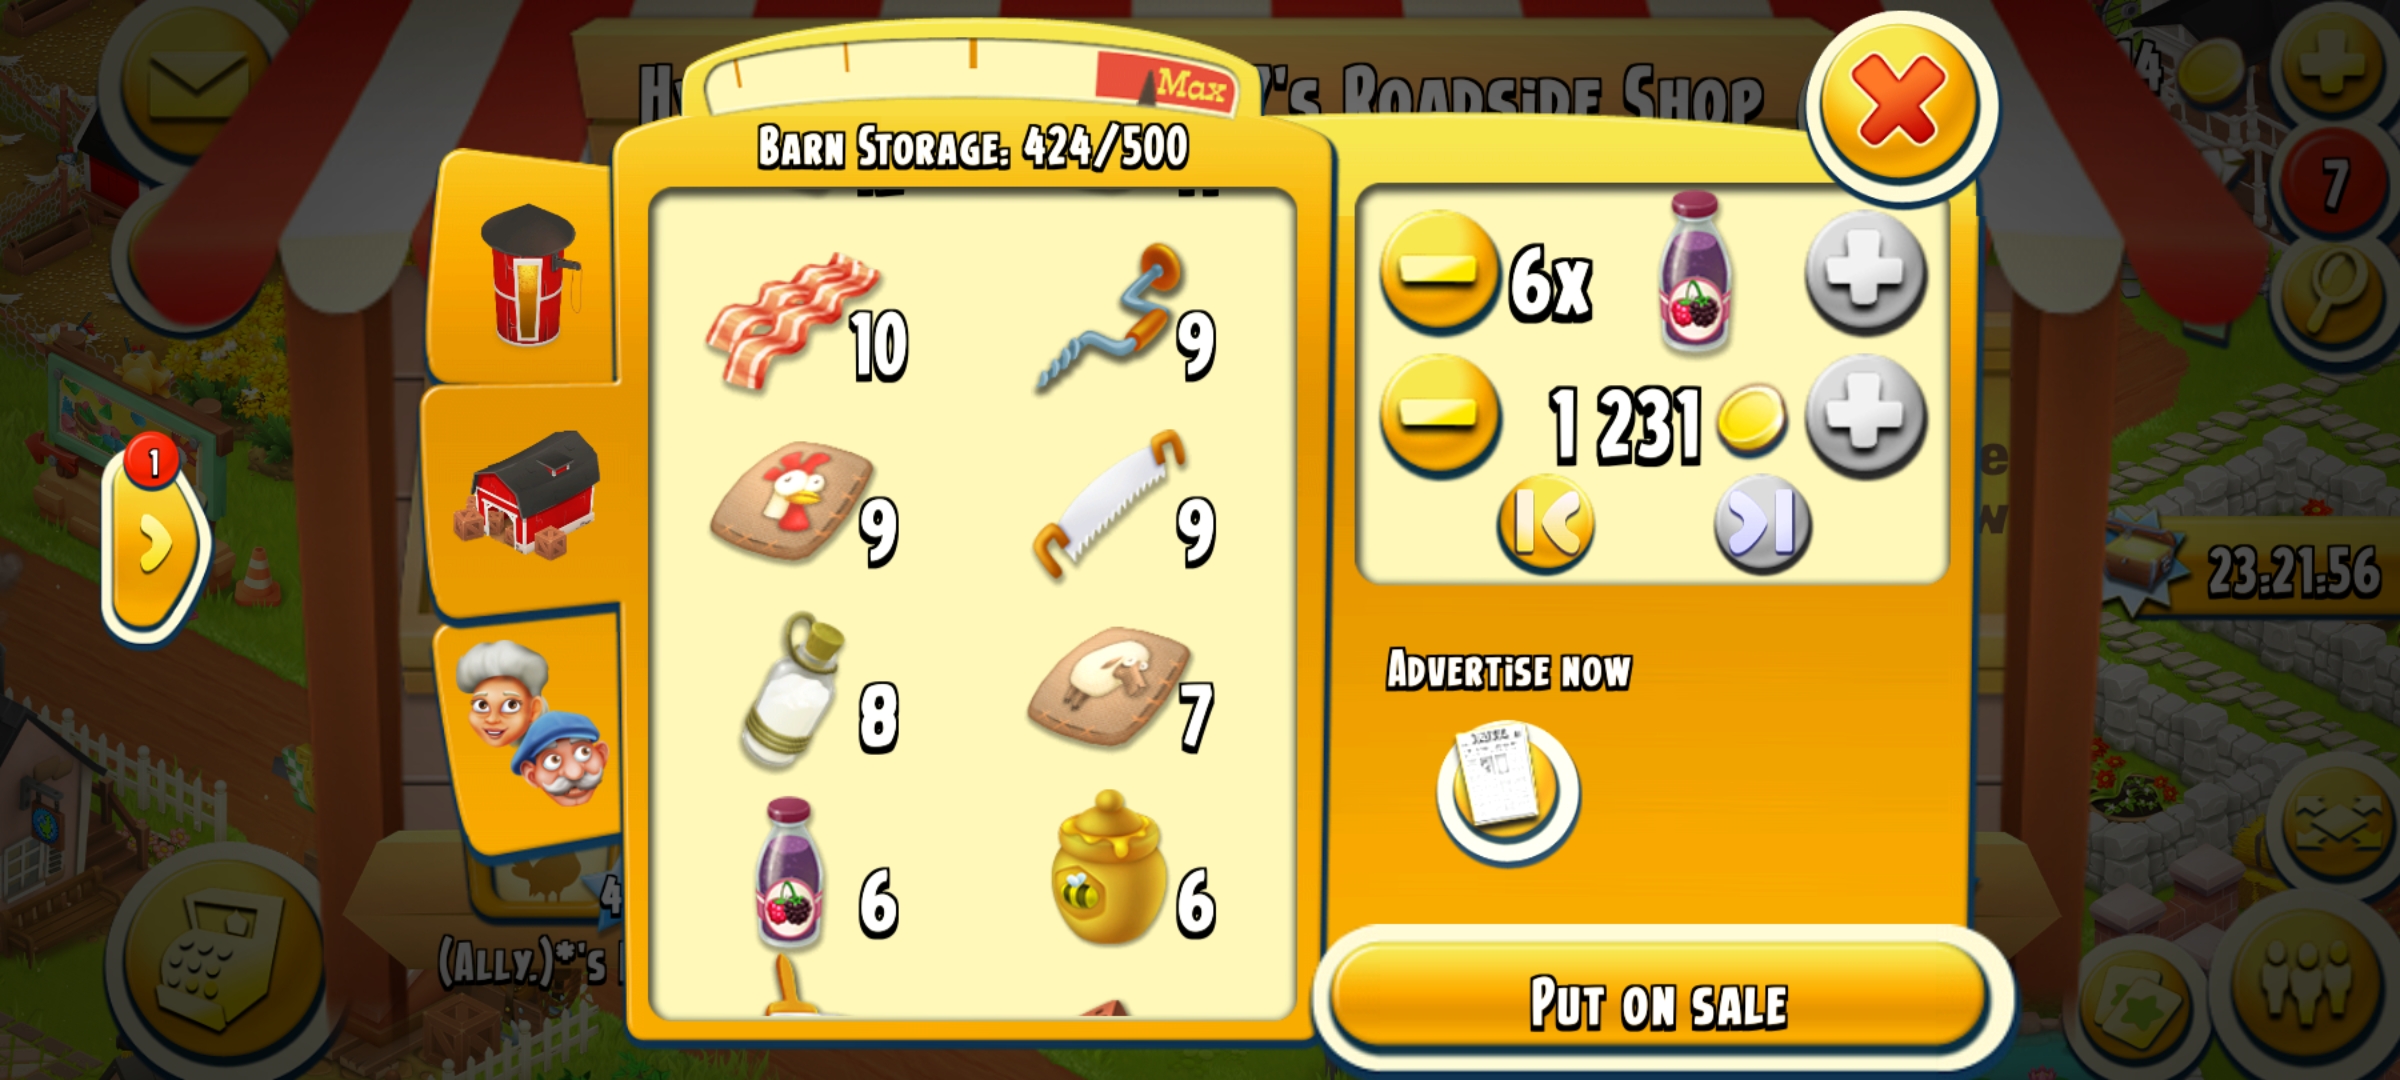 'S ROADSIDE SHOP
Max
BARN STORAGE: 424/500
10
9
6x
1 231
9
9
8
7
6
6
ADVERTISE NOW
PUT ON SALE
7
1
23:21:56
(ALLY.)*'S